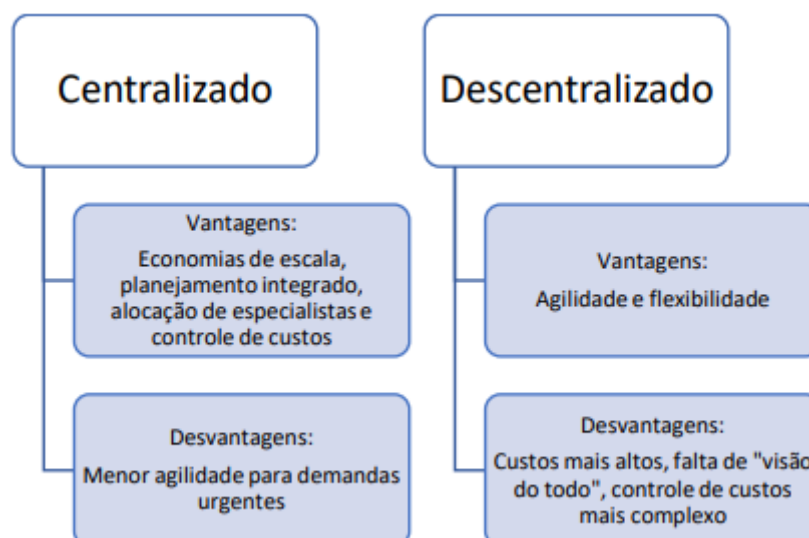 Centralizado
Vantagens:
Economias de escala,
planejamento integrado,
alocação de especialistas e
controle de custos
Desvantagens:
Menor agilidade para demandas
urgentes
Descentralizado
Vantagens:
Agilidade e flexibilidade
Desvantagens:
Custos mais altos, falta de "visão
do todo", controle de custos
mais complexo